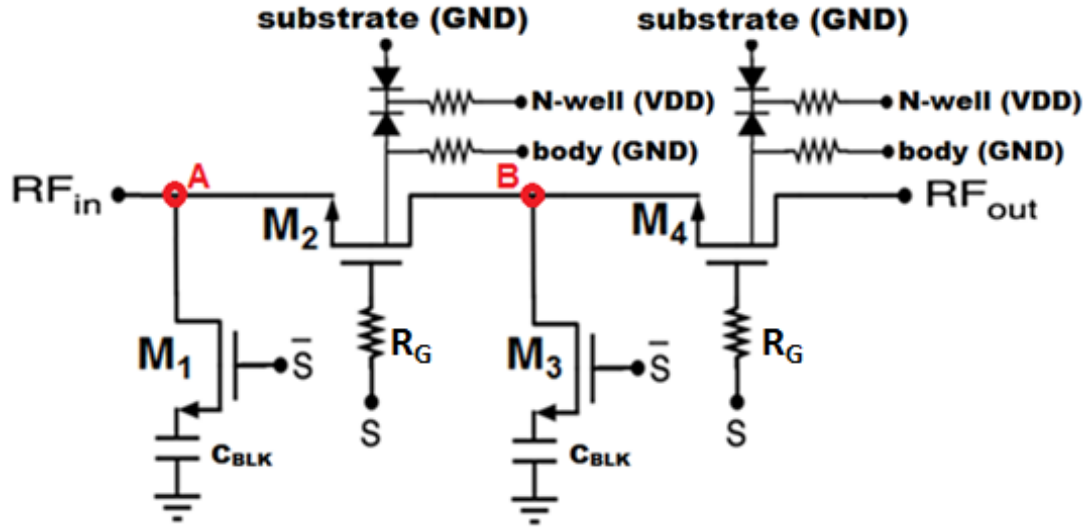 substrate (GND)
substrate (GND)
N-well (VDD)
N-well (VDD)
body (GND)
body (GND)
RFin
A
M2
B
M4
RFout
M1
S̅
RG
M3
S̅
RG
S
S
CBLK
CBLK